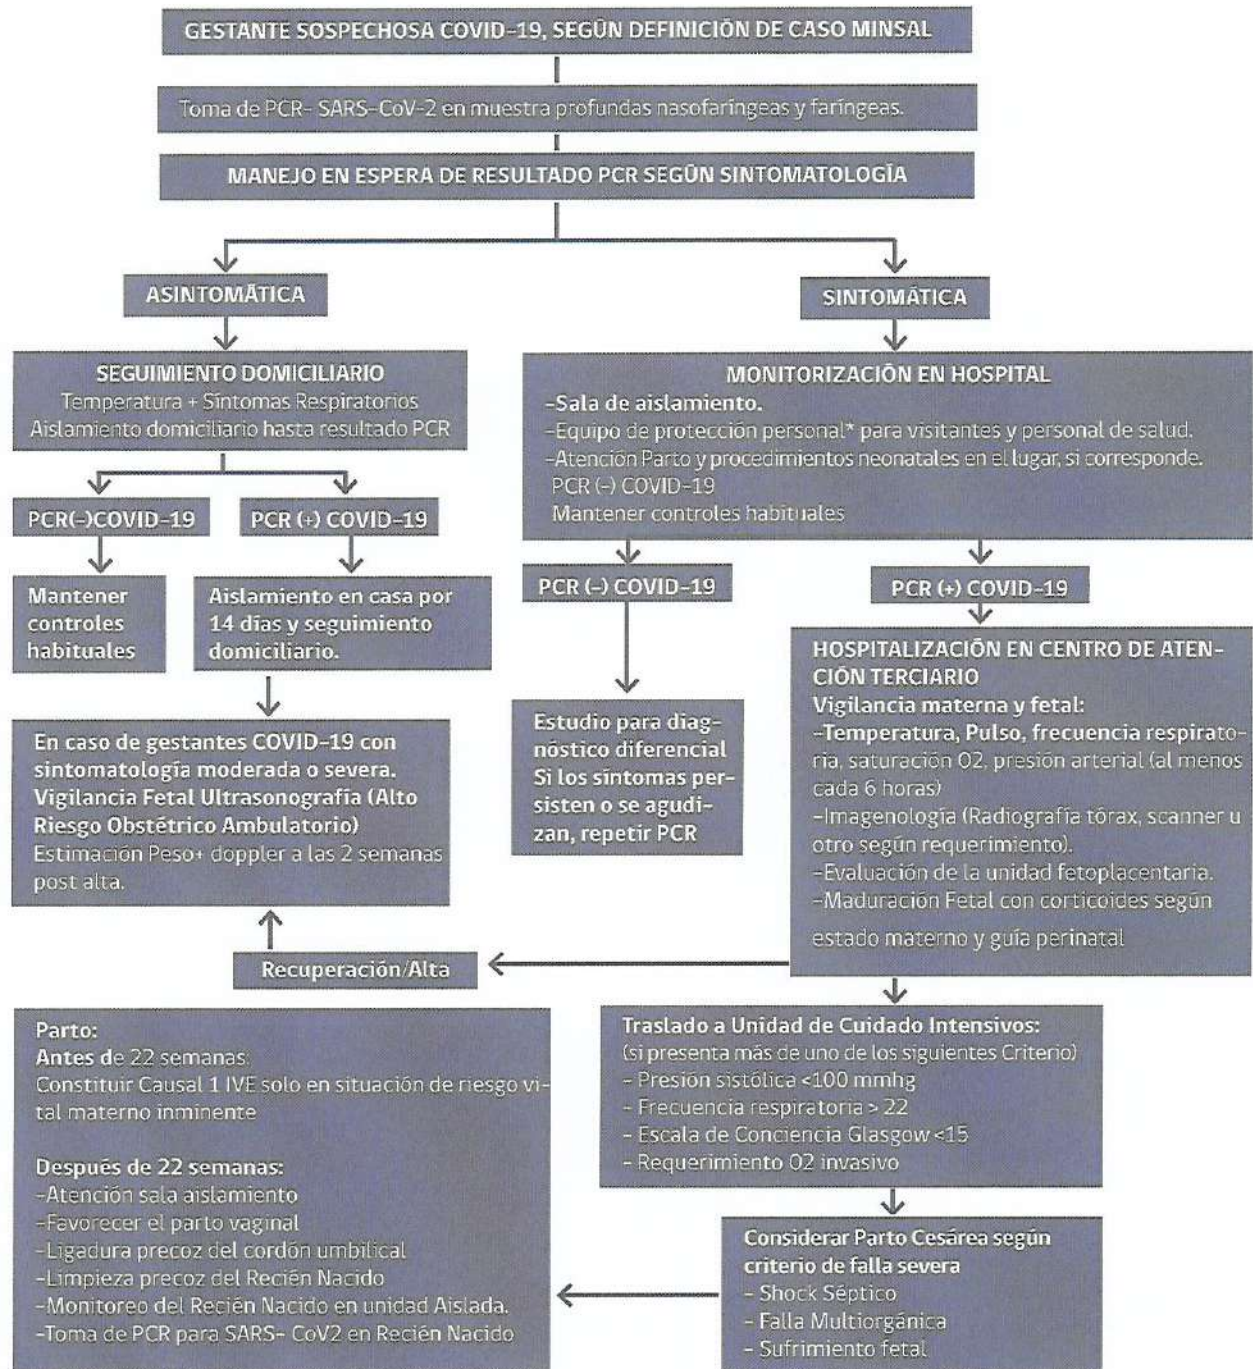 GESTANTE SOSPECHOSA COVID-19, SEGÚN DEFINICIÓN DE CASO MINSAL
Toma de PCR- SARS-CoV-2 en muestra profundas nasofaríngeas y faríngeas.
MANEJO EN ESPERA DE RESULTADO PCR SEGÚN SINTOMATOLOGÍA
ASINTOMÁTICA
SEGUIMIENTO DOMICILIARIO
Temperatura + Síntomas Respiratorios
Aislamiento domiciliario hasta resultado PCR
PCR(-)COVID-19
PCR (+) COVID-19
Mantener
controles
habituales
Aislamiento en casa por
14 días y seguimiento
domiciliario.
En caso de gestantes COVID-19 con
sintomatología moderada o severa.
Vigilancia Fetal Ultrasonografía (Alto
Riesgo Obstétrico Ambulatorio)
Estimación Peso+ doppler a las 2 semanas
post alta.
SINTOMÁTICA
MONITORIZACIÓN EN HOSPITAL
-Sala de aislamiento.
-Equipo de protección personal* para visitantes y personal de salud.
-Atención Parto y procedimientos neonatales en el lugar, si corresponde.
PCR (-) COVID-19
Mantener controles habituales
PCR (-) COVID-19
PCR (+) COVID-19
Estudio para diag-
nóstico diferencial
Si los síntomas per-
sisten o se agudi-
zan, repetir PCR
HOSPITALIZACIÓN EN CENTRO DE ATEN-
CIÓN TERCIARIO
Vigilancia materna y fetal:
-Temperatura, Pulso, frecuencia respirato-
ria, saturación O2, presión arterial (al menos
cada 6 horas)
-Imagenología (Radiografía tórax, scanner u
otro según requerimiento).
-Evaluación de la unidad fetoplacentaria.
-Maduración Fetal con corticoides según
estado materno y guía perinatal
Recuperación/Alta
Traslado a Unidad de Cuidado Intensivos:
(si presenta más de uno de los siguientes Criterio)
- Presión sistólica <100 mmhg
- Frecuencia respiratoria > 22
- Escala de Conciencia Glasgow <15
- Requerimiento O2 invasivo
Considerar Parto Cesárea según
criterio de falla severa
- Shock Séptico
- Falla Multiorgánica
- Sufrimiento fetal
Parto:
Antes de 22 semanas:
Constituir Causal 1 IVE solo en situación de riesgo vi-
tal materno inminente
Después de 22 semanas:
-Atención sala aislamiento
-Favorecer el parto vaginal
-Ligadura precoz del cordón umbilical
-Limpieza precoz del Recién Nacido
-Monitoreo del Recién Nacido en unidad Aislada.
-Toma de PCR para SARS- CoV2 en Recién Nacido